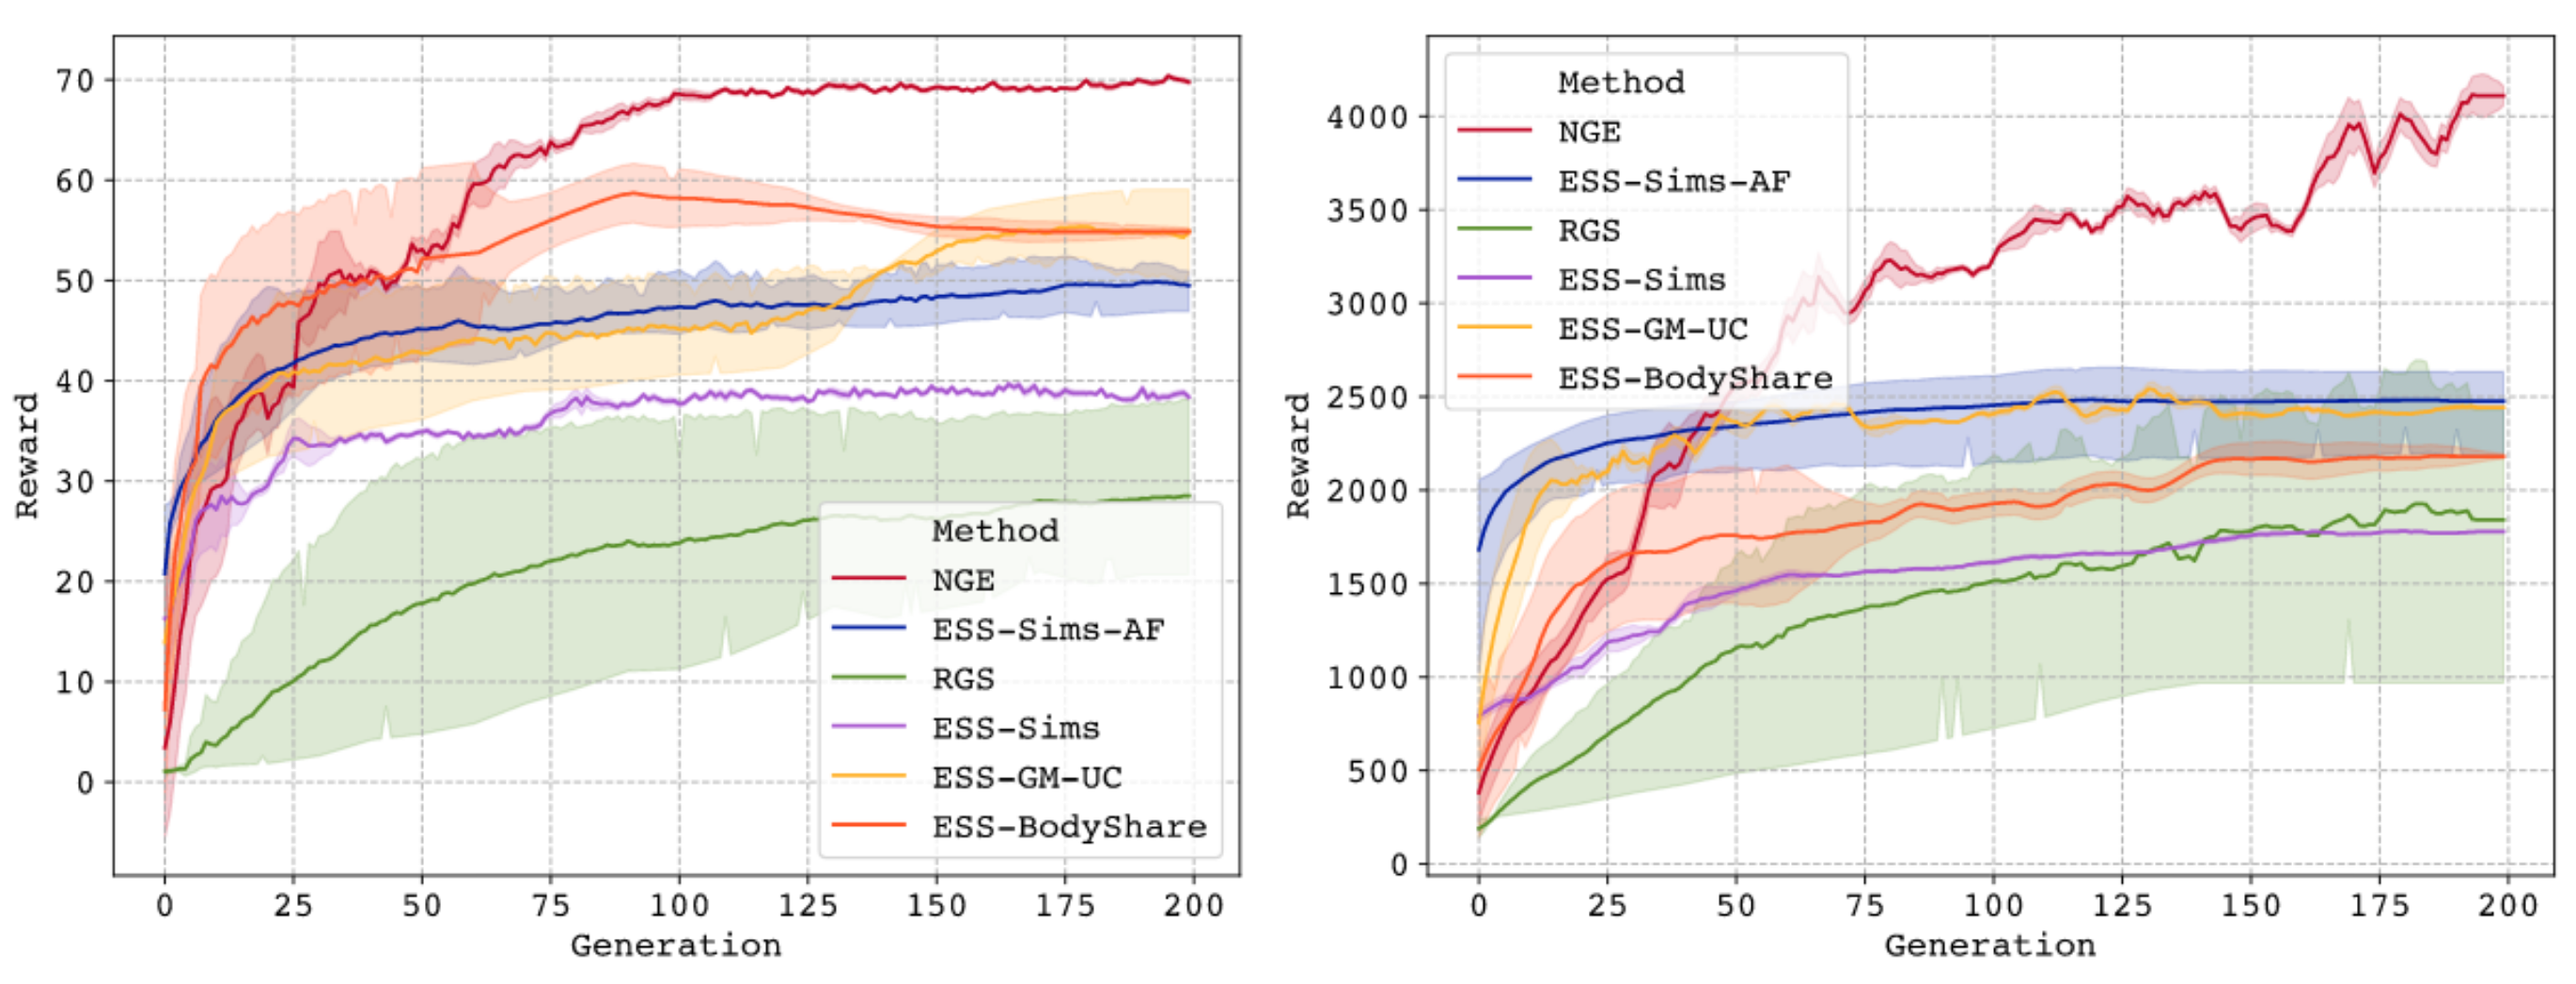 70
60
50
40
30
20
10
0
Reward
0 25 50 75 100 125 150 175 200
Generation
Method
NGE
ESS-Sims-AF
RGS
ESS-Sims
ESS-GM-UC
ESS-BodyShare
4000
3500
3000
2500
2000
1500
1000
500
0
Reward
0 25 50 75 100 125 150 175 200
Generation
Method
NGE
ESS-Sims-AF
RGS
ESS-Sims
ESS-GM-UC
ESS-BodyShare